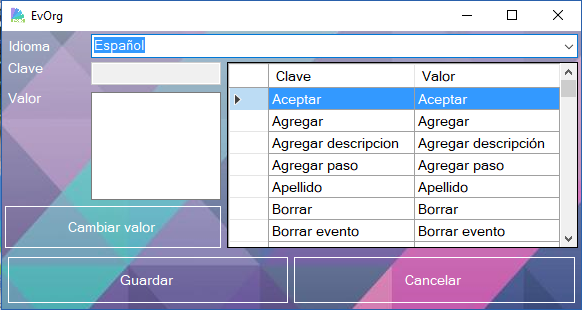 EvOrg
Idioma
Español
Clave
Valor
Cambiar valor
Clave Valor
Aceptar Aceptar
Agregar Agregar
Agregar descripcion Agregar descripción
Agregar paso Agregar paso
Apellido Apellido
Borrar Borrar
Borrar evento Borrar evento
Guardar
Cancelar